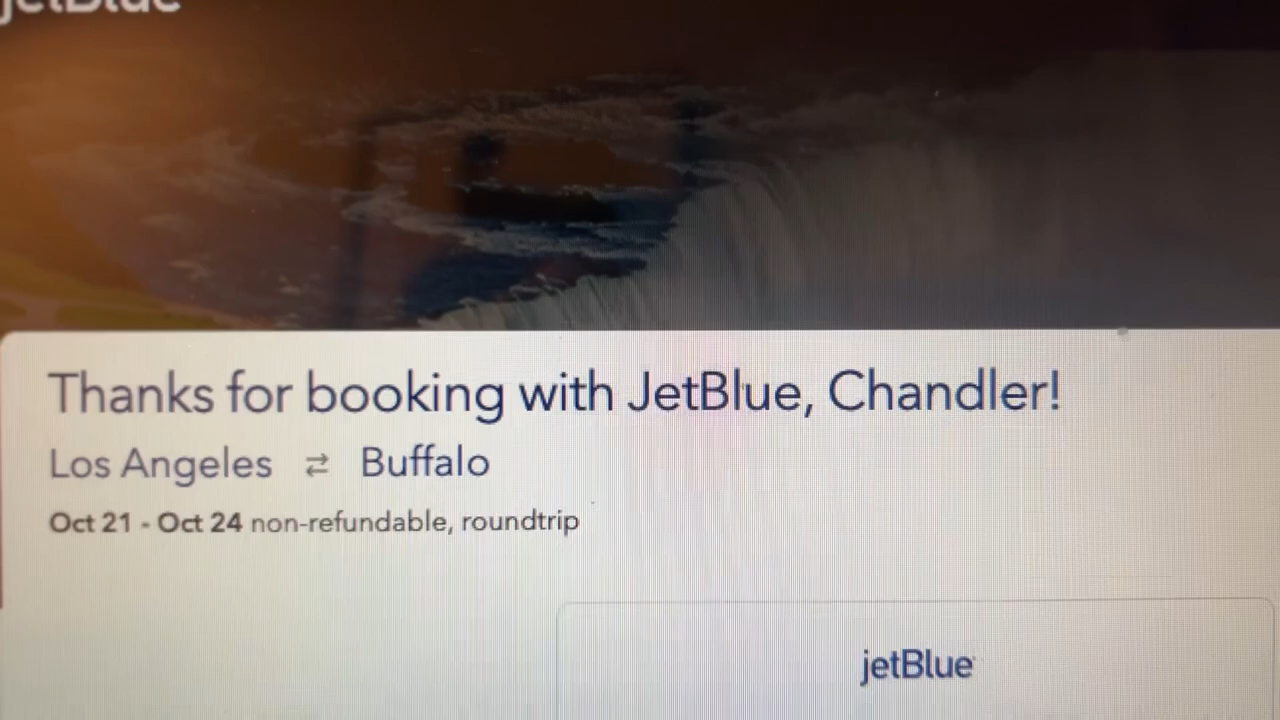 jetBlue
Thanks for booking with JetBlue, Chandler!
Los Angeles ⇄ Buffalo
Oct 21 - Oct 24 non-refundable, roundtrip
jetBlue